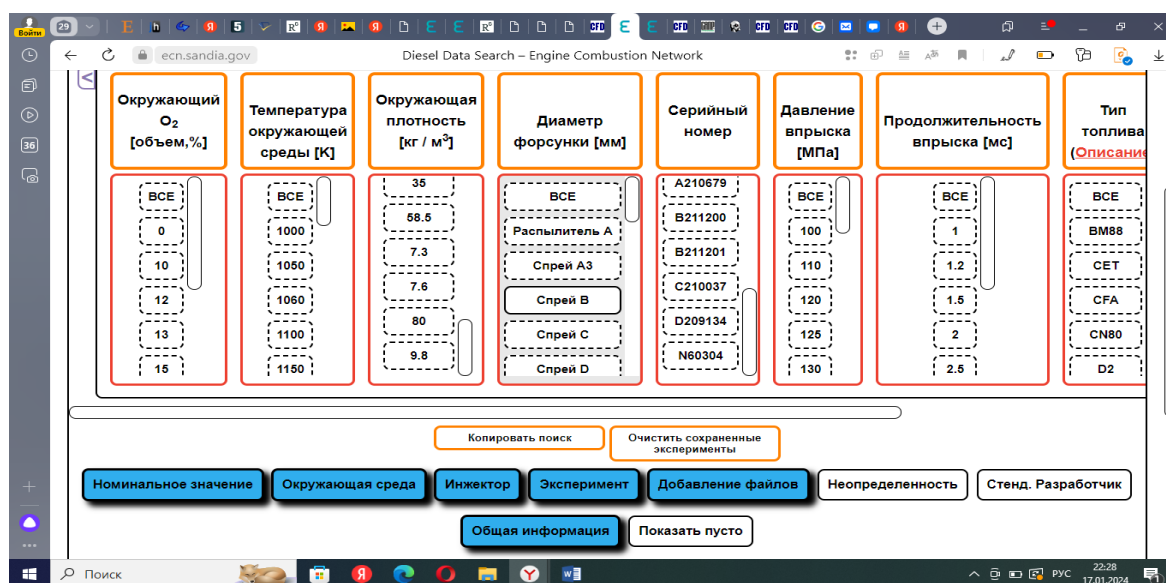 Войти
29
ecn.sandia.gov
Diesel Data Search – Engine Combustion Network
36
Окружающий
O2
[объем,%]
Температура
окружающей
среды [K]
Окружающая
плотность
[кг / м3]
Диаметр
форсунки [мм]
Серийный
номер
Давление
впрыска
[МПа]
Продолжительность
впрыска [мс]
Тип
топлива
(Описание
ВСЕ
0
10
12
13
15
ВСЕ
1000
1050
1060
1100
1150
35
58.5
7.3
7.6
80
9.8
ВСЕ
Распылитель А
Спрей А3
Спрей В
Спрей С
Спрей D
A210679
B211200
B211201
C210037
D209134
N60304
ВСЕ
100
110
120
125
130
ВСЕ
1
1.2
1.5
2
2.5
ВСЕ
BM88
CET
CFA
CN80
D2
Копировать поиск
Очистить сохраненные
эксперименты
Номинальное значение
Окружающая среда
Инжектор
Эксперимент
Добавление файлов
Неопределенность
Стенд. Разработчик
Общая информация
Показать пусто
Поиск
РУС
22:28
17.01.2024